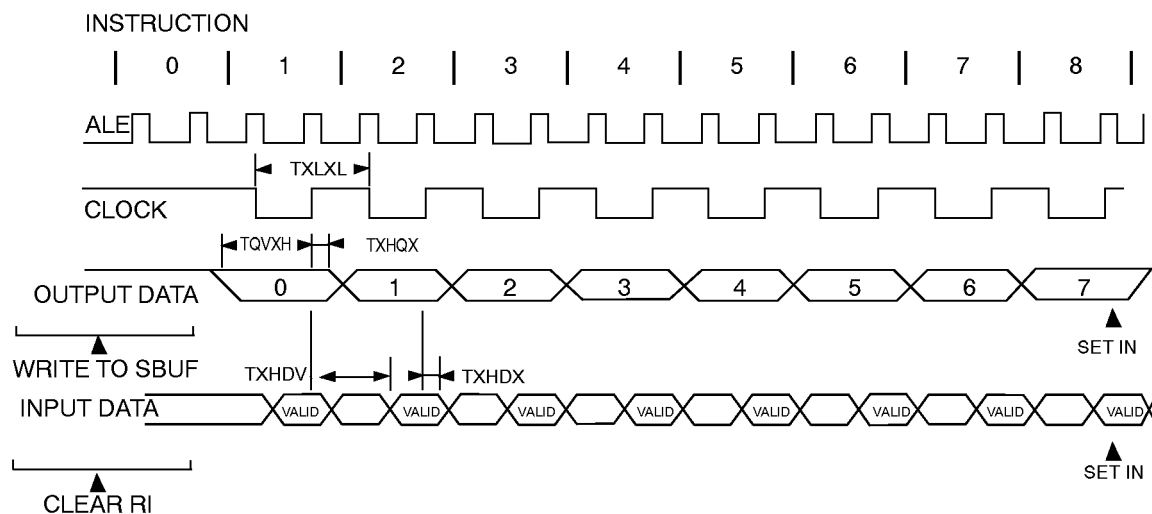 INSTRUCTION
0 1 2 3 4 5 6 7 8
ALE
TXLXL
CLOCK
TQVXH TXHQX
OUTPUT DATA 0 1 2 3 4 5 6 7
SET IN
WRITE TO SBUF
TXHDV TXHDX
INPUT DATA VALID VALID VALID VALID VALID VALID VALID VALID
SET IN
CLEAR RI